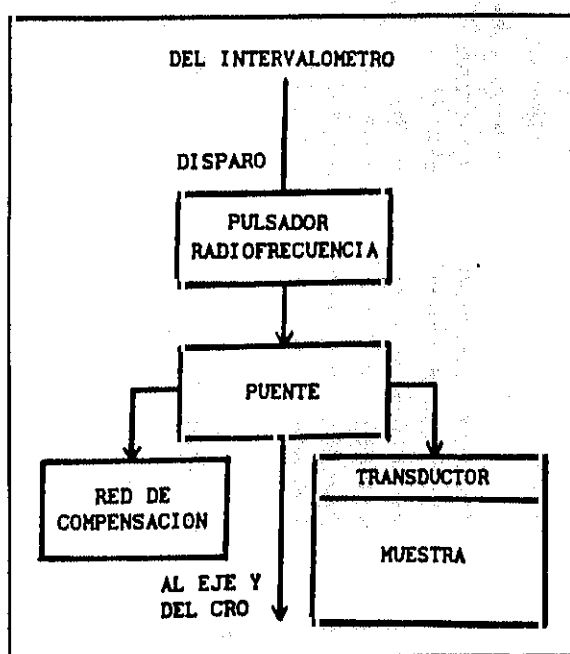 DEL INTERVALOMETRO
DISPARO
PULSADOR
RADIOFRECUENCIA
PUENTE
RED DE
COMPENSACION
TRANSDUCTOR
MUESTRA
AL EJE Y
DEL CRO